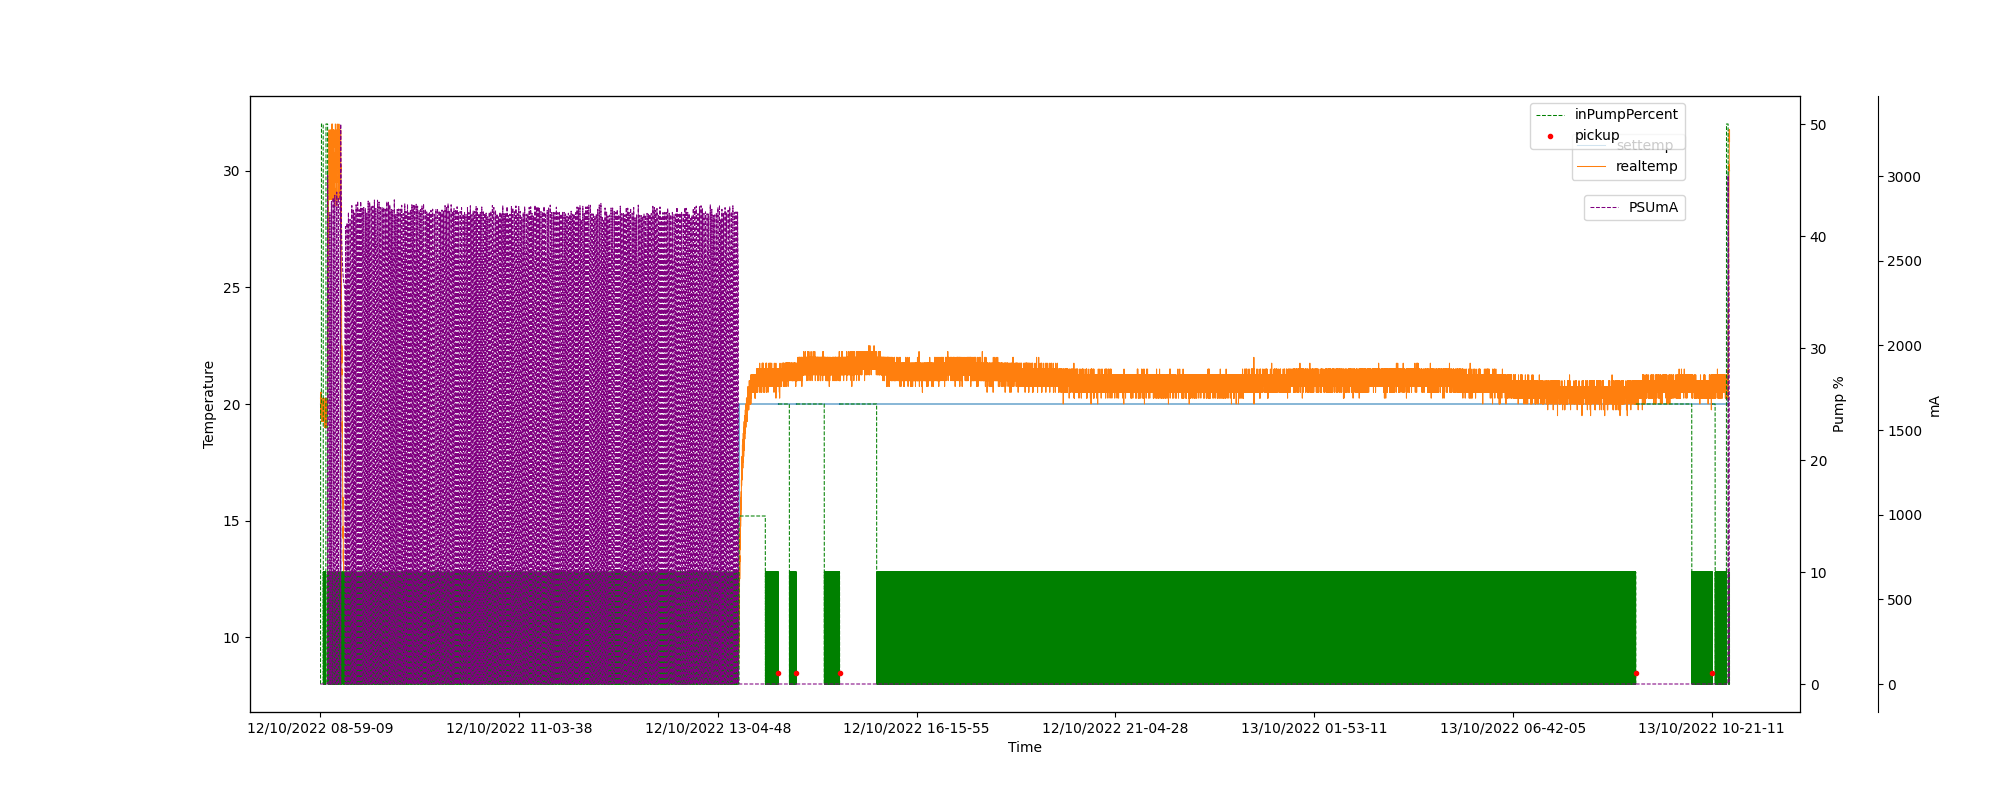 inPumpPercent
pickup
settemp
realtemp
PSUmA
30
25
20
15
10
Temperature
50
40
30
20
10
0
Pump %
3000
2500
2000
1500
1000
500
0
mA
12/10/2022 08-59-09
12/10/2022 11-03-38
12/10/2022 13-04-48
12/10/2022 16-15-55
12/10/2022 21-04-28
13/10/2022 01-53-11
13/10/2022 06-42-05
13/10/2022 10-21-11
Time